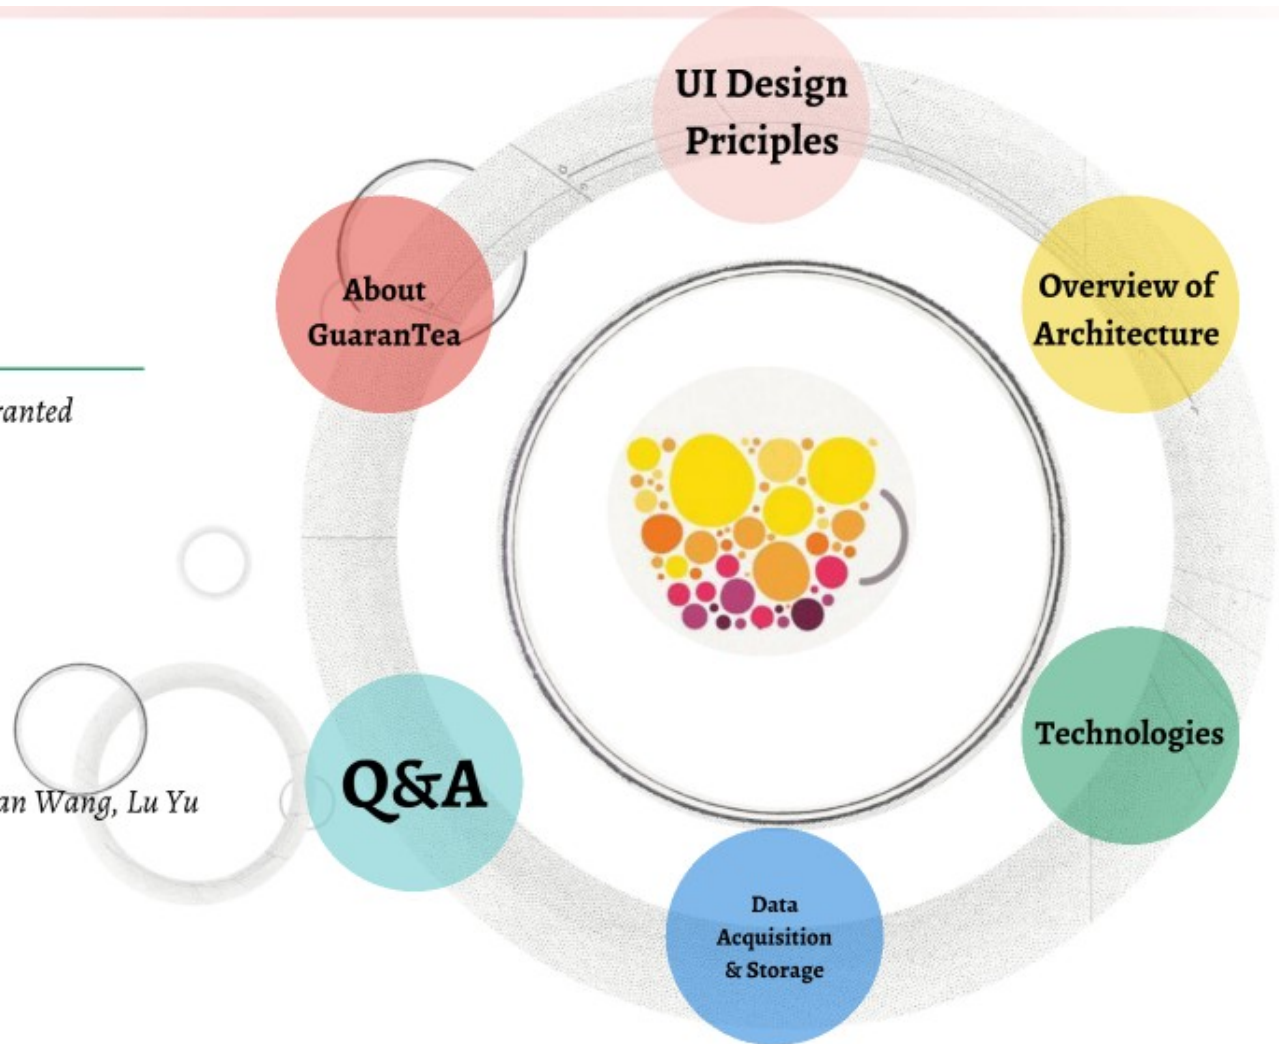 UI Design
Priciples
About
GuaranTea
Overview of
Architecture
ranted
Technologies
Q&A
an Wang, Lu Yu
Data
Acquisition
& Storage